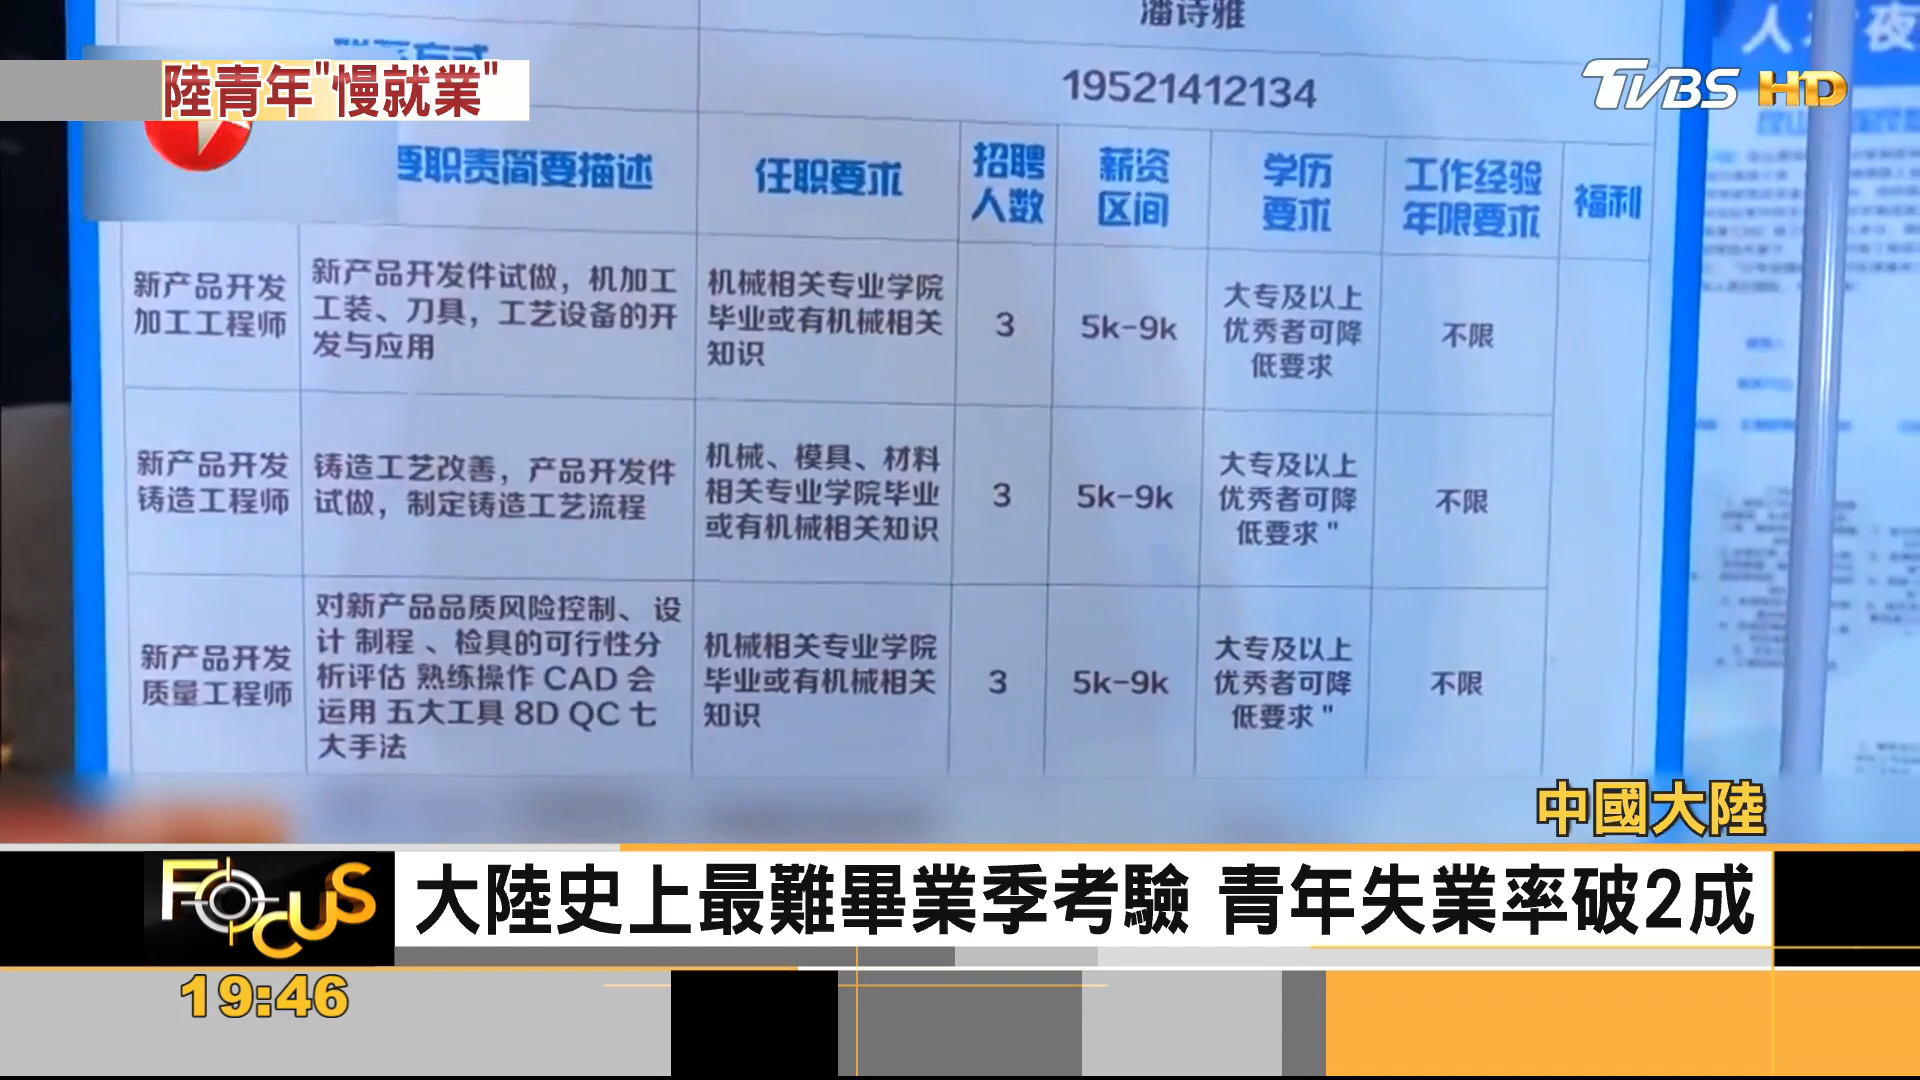 潘诗雅
陸青年"慢就業"
TVBS HD
19521412134
要职责简要描述
任职要求
招聘
人数
薪资
区间
学历
要求
工作经验
年限要求
福利
新产品开发
加工工程师
新产品开发件试做，机加工
工装、刀具，工艺设备的开
发与应用
机械相关专业学院
毕业或有机械相关
知识
3
5k-9k
大专及以上
优秀者可降
低要求
不限
新产品开发
铸造工程师
铸造工艺改善，产品开发件
试做，制定铸造工艺流程
机械、模具、材料
相关专业学院毕业
或有机械相关知识
3
5k-9k
大专及以上
优秀者可降
低要求"
不限
新产品开发
质量工程师
对新产品品质风险控制、 设
计 制程 、检具的可行性分
析评估 熟练操作 CAD 会
运用 五大工具 8D QC 七
大手法
机械相关专业学院
毕业或有机械相关
知识
3
5k-9k
大专及以上
优秀者可降
低要求"
不限
中國大陸
FOCUS
大陸史上最難畢業季考驗 青年失業率破2成
19:46